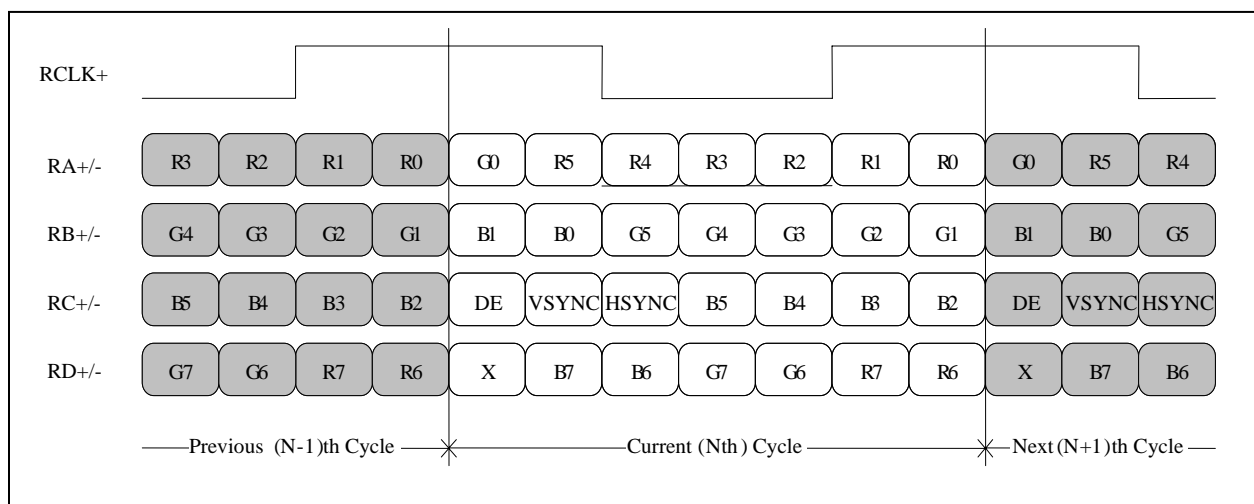 RCLK+
RA+/- R3 R2 R1 R0 G0 R5 R4 R3 R2 R1 R0 G0 R5 R4
RB+/- G4 G3 G2 G1 B1 B0 G5 G4 G3 G2 G1 B1 B0 G5
RC+/- B5 B4 B3 B2 DE VSYNC HSYNC B5 B4 B3 B2 DE VSYNC HSYNC
RD+/- G7 G6 R7 R6 X B7 B6 G7 G6 R7 R6 X B7 B6
Previous (N-1)th Cycle Current (Nth) Cycle Next (N+1)th Cycle